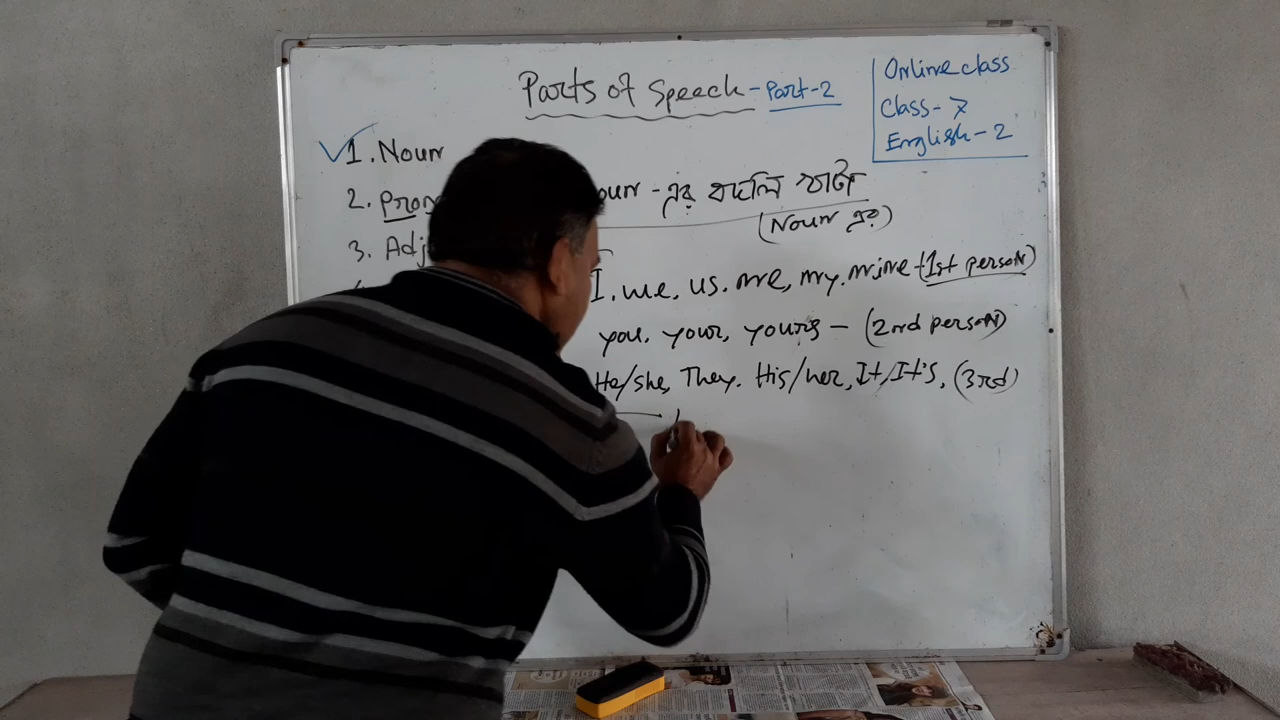 Parts of Speech - Part-2
Online class
Class - 7
English - 2
1. Noun
2. Pron
3. Adj
oun - এর বদলি খাটা
(Noun এর)
I. we, us. me, my. mine - (1st person)
you. your, yours - (2nd person)
He/she, They. His/her, It/It's, (3rd)